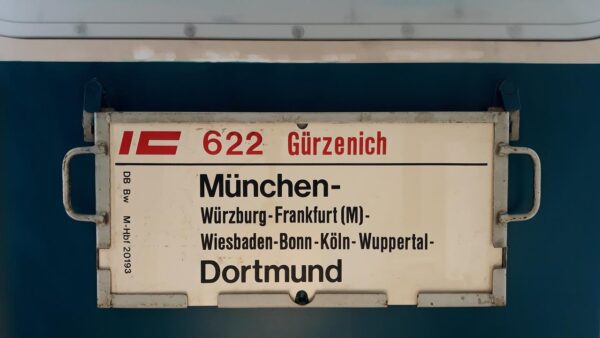 IC 622 Gürzenich
München-
Würzburg-Frankfurt (M)-
Wiesbaden-Bonn-Köln-Wuppertal-
Dortmund
DB Bw M-Hbf 20193